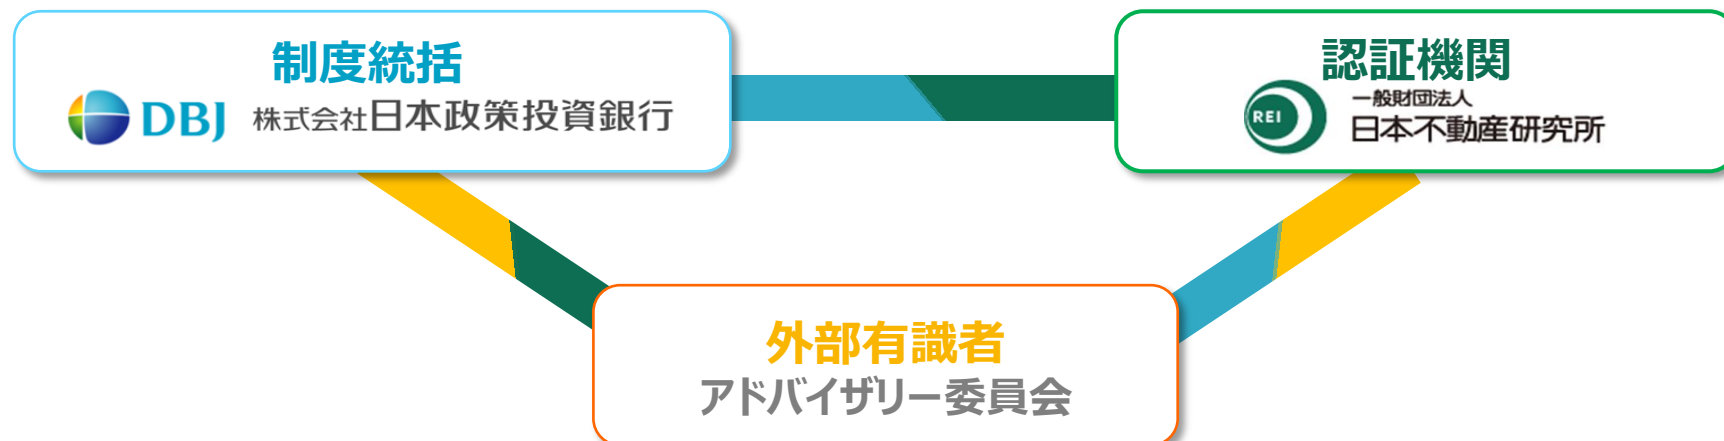 制度統括
DBJ 株式会社日本政策投資銀行
認証機関
REI
一般財団法人
日本不動産研究所
外部有識者
アドバイザリー委員会